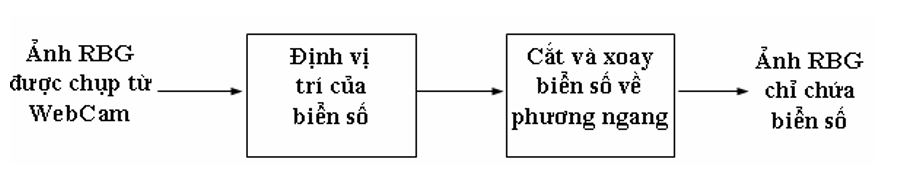 Ảnh RBG
được chụp từ
WebCam
Định vị
trí của
biển số
Cắt và xoay
biển số về
phương ngang
Ảnh RBG
chỉ chứa
biển số